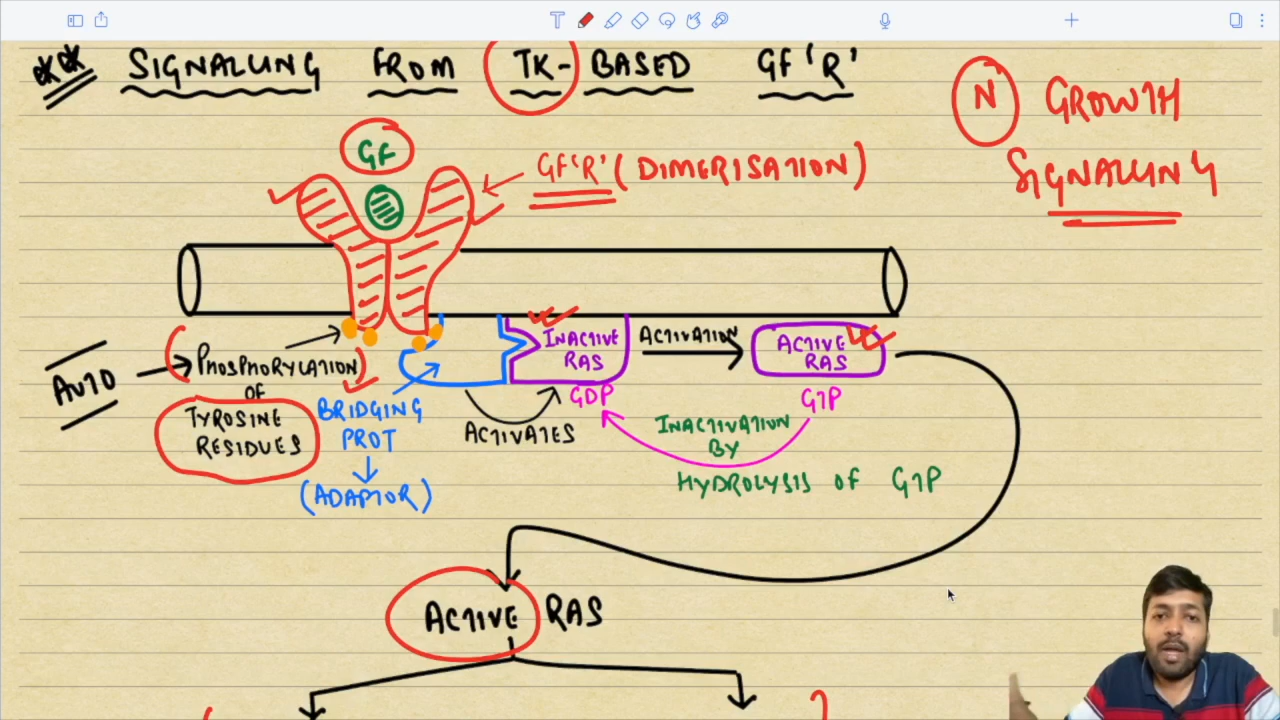 ** SIGNALLING FROM TK- BASED GF'R'
N GROWTH
SIGNALLING
GF
GF'R' (DIMERISATION)
INACTIVE
RAS
GDP
ACTIVATION
ACTIVE
RAS
GTP
AUTO
PHOSPHORYLATION
OF
TYROSINE
RESIDUES
BRIDGING
PROT
(ADAPTOR)
ACTIVATES
INACTIVATION
BY
HYDROLYSIS OF GTP
ACTIVE RAS